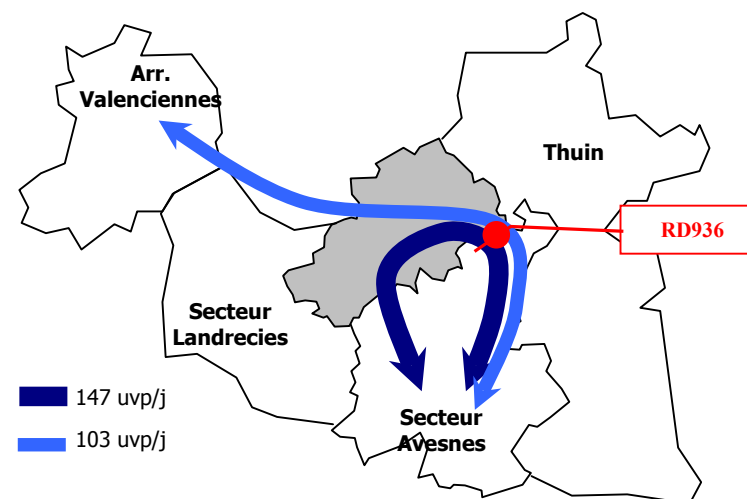 Arr.
Valenciennes
Thuin
RD936
Secteur
Landrecies
147 uvp/j
Secteur
Avesnes
103 uvp/j